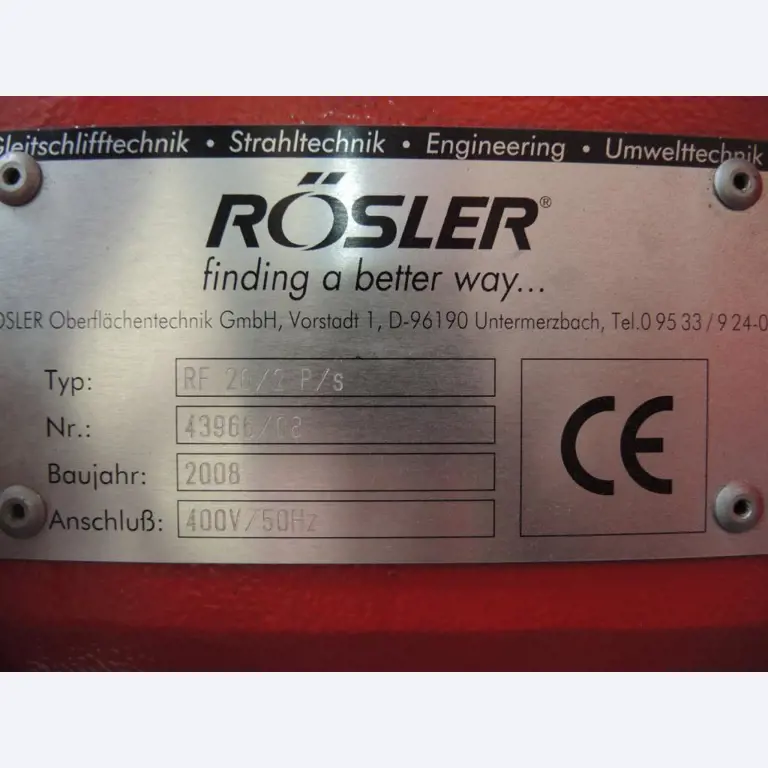 Gleitschlifftechnik • Strahltechnik • Engineering • Umwelttechnik
RÖSLER®
finding a better way...
RÖSLER Oberflächentechnik GmbH, Vorstadt 1, D-96190 Untermerzbach, Tel.0 95 33 / 9 24-0
Typ:
Nr.:
Baujahr: 2008
Anschluß: 400V/50Hz
CE